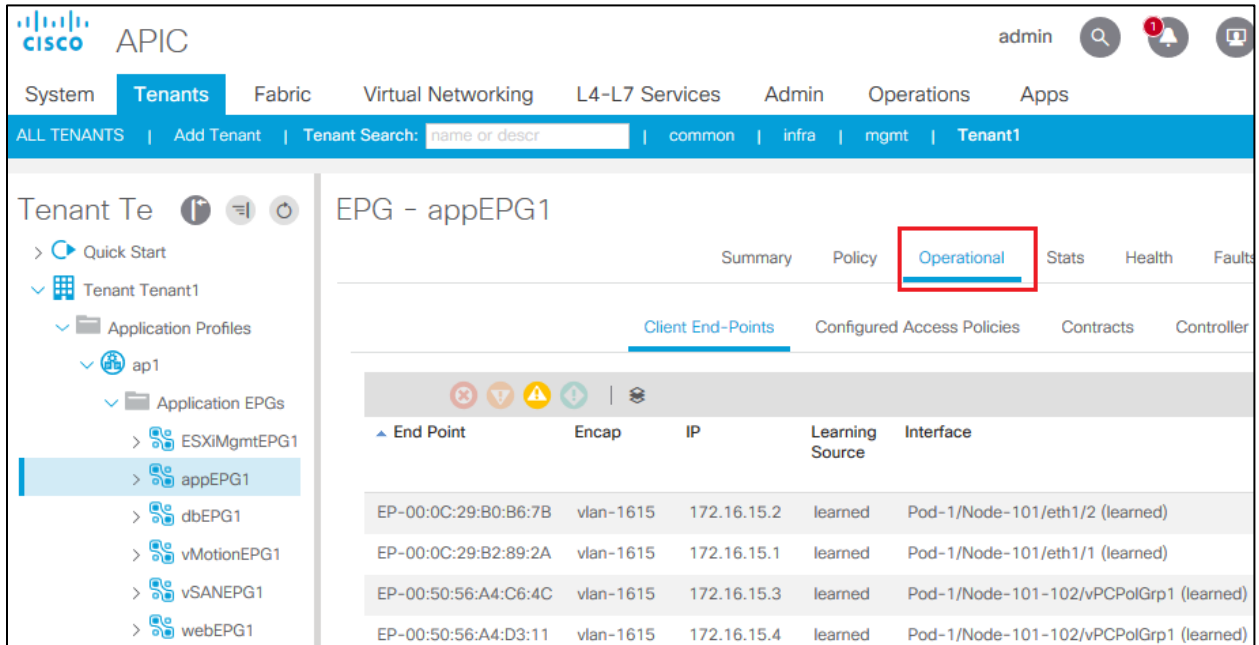 CISCO APIC admin 1
System Tenants Fabric Virtual Networking L4-L7 Services Admin Operations Apps
ALL TENANTS | Add Tenant | Tenant Search: name or descr | common | infra | mgmt | Tenant1
Tenant Te
Quick Start
Tenant Tenant1
Application Profiles
ap1
Application EPGs
ESXiMgmtEPG1
appEPG1
dbEPG1
vMotionEPG1
vSANEPG1
webEPG1
EPG - appEPG1
Summary Policy Operational Stats Health Faults
Client End-Points Configured Access Policies Contracts Controller
End Point Encap IP Learning Source Interface
EP-00:0C:29:B0:B6:7B vlan-1615 172.16.15.2 learned Pod-1/Node-101/eth1/2 (learned)
EP-00:0C:29:B2:89:2A vlan-1615 172.16.15.1 learned Pod-1/Node-101/eth1/1 (learned)
EP-00:50:56:A4:C6:4C vlan-1615 172.16.15.3 learned Pod-1/Node-101-102/vPCPolGrp1 (learned)
EP-00:50:56:A4:D3:11 vlan-1615 172.16.15.4 learned Pod-1/Node-101-102/vPCPolGrp1 (learned)